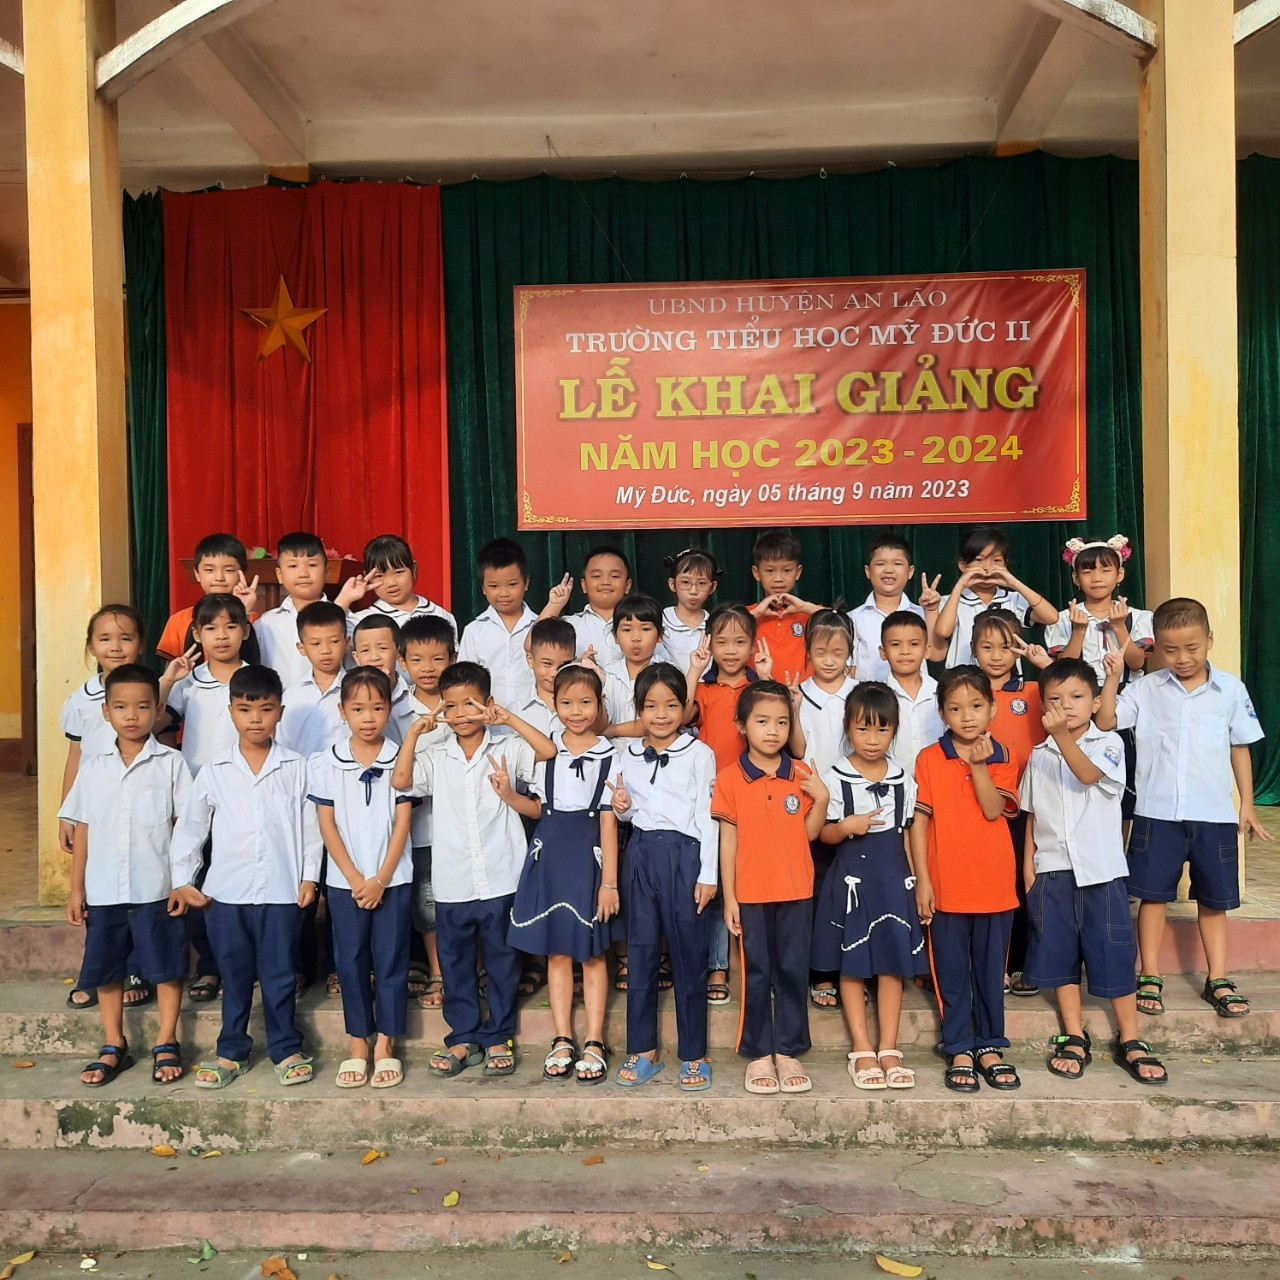 UBND HUYỆN AN LÃO
TRƯỜNG TIỂU HỌC MỸ ĐỨC II
LỄ KHAI GIẢNG
NĂM HỌC 2023 - 2024
Mỹ Đức, ngày 05 tháng 9 năm 2023